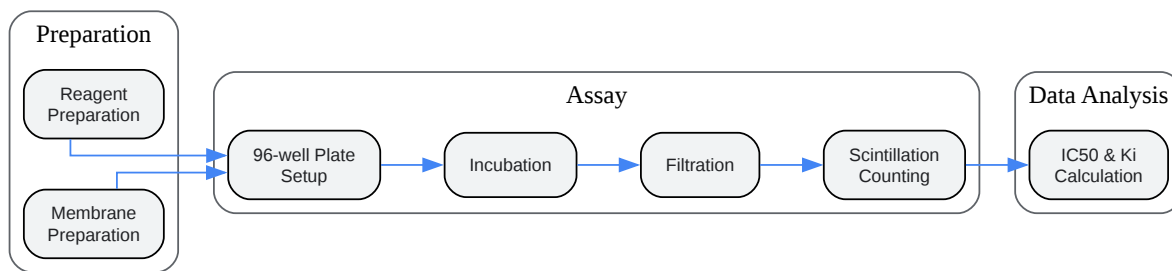 Preparation
Reagent
Preparation
Membrane
Preparation
Assay
96-well Plate
Setup
Incubation
Filtration
Scintillation
Counting
Data Analysis
IC50 & Ki
Calculation